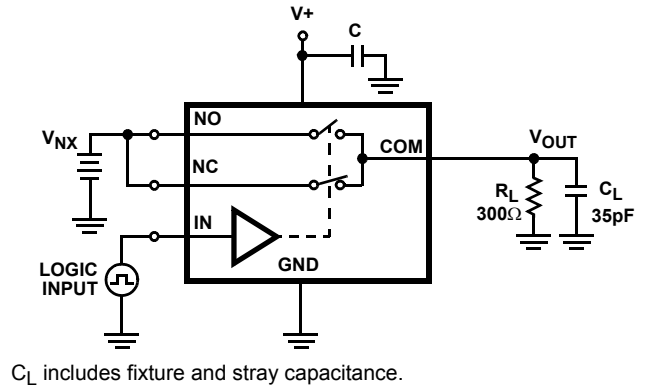 V+
C
NO
V_NX
COM
V_OUT
NC
R_L
300Ω
C_L
35pF
IN
LOGIC
INPUT
GND
C_L includes fixture and stray capacitance.